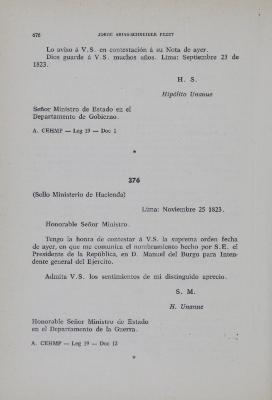 676 JORGE ARIAS-SCHREIBER PEZET
Lo aviso á V.S. en contestación á su Nota de ayer.
Dios guarde á V.S. muchos años. Lima: Septiembre 23 de
1823.
H. S.
Hipólito Unanue
Señor Ministro de Estado en el
Departamento de Gobierno.
A. CEHMP — Leg 19 — Doc 1
*
376
(Sello Ministerio de Hacienda)
Lima: Noviembre 25 1823.
Honorable Señor Ministro.
Tengo la honra de contestar á V.S. la suprema orden fecha
de ayer, en que me comunica el nombramiento hecho por S.E. el
Presidente de la República, en D. Manuel del Burgo para Inten-
dente general del Ejercito.
Admita V.S. los sentimientos de mi distinguido aprecio.
S. M.
H. Unanue
Honorable Señor Ministro de Estado
en el Departamento de la Guerra.
A. CEHMP — Leg 19 — Doc 12
*